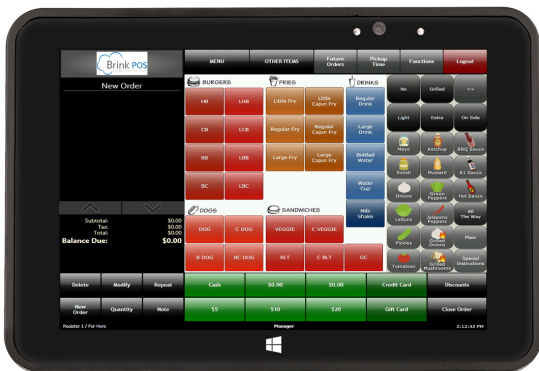 Brink POS
MENU
OTHER ITEMS
Future
Orders
Pickup
Time
Functions
Logout
New Order
BURGERS
FRIES
DRINKS
No
Grilled
>>
HB
LHB
Little Fry
Little
Cajun Fry
Regular
Drink
Light
Extra
On Side
CB
LCB
Regular Fry
Regular
Cajun Fry
Large
Drink
Mayo
Ketchup
BBQ Sauce
BB
LBB
Large Fry
Large
Cajun Fry
Bottled
Water
Relish
Mustard
A1 Sauce
BC
LBC
Water
Cup
Onions
Green
Peppers
Hot Sauce
DOGS
SANDWICHES
Milk
Shake
Lettuce
Jalapeno
Peppers
All
The Way
Subtotal: $0.00
Tax: $0.00
Total: $0.00
Balance Due: $0.00
DOG
C DOG
VEGGIE
C VEGGIE
Pickles
Grilled
Onions
Plain
B DOG
BC DOG
BLT
C BLT
GC
Tomatoes
Grilled
Mushrooms
Special
Instructions
Delete
Modify
Repeat
Cash
$0.00
$0.00
Credit Card
Discounts
New
Order
Quantity
Note
$5
$10
$20
Gift Card
Close Order
Register 1 / For Here
Manager
2:12:43 PM